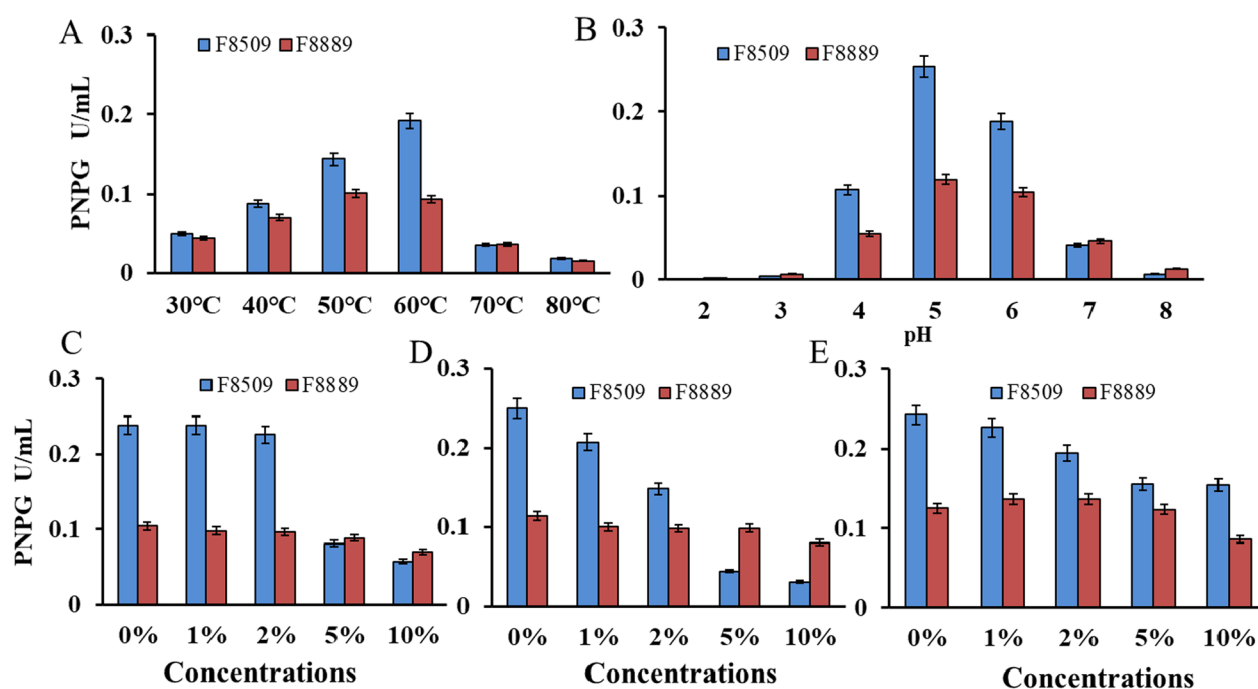 A
F8509 F8889
PNPG U/mL
0.3
0.2
0.1
0
30℃ 40℃ 50℃ 60℃ 70℃ 80℃
B
F8509 F8889
0.3
0.2
0.1
0
2 3 4 5 6 7 8
pH
C
F8509 F8889
PNPG U/mL
0.3
0.2
0.1
0
0% 1% 2% 5% 10%
Concentrations
D
F8509 F8889
0.3
0.2
0.1
0
0% 1% 2% 5% 10%
Concentrations
E
F8509 F8889
0.3
0.2
0.1
0
0% 1% 2% 5% 10%
Concentrations